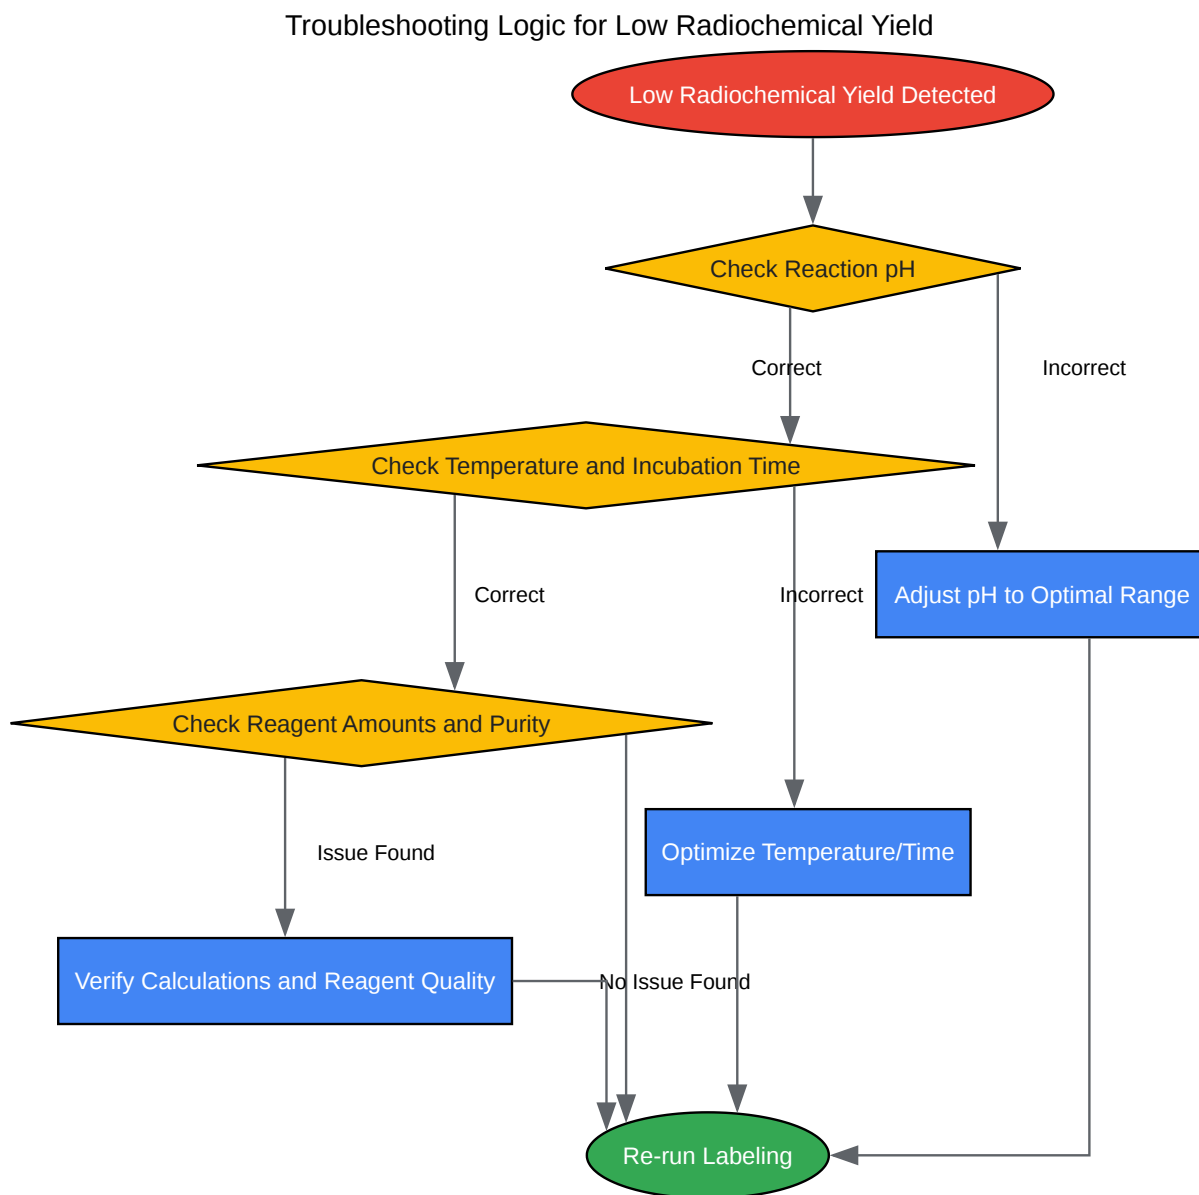 Troubleshooting Logic for Low Radiochemical Yield
Low Radiochemical Yield Detected
Check Reaction pH
Correct
Incorrect
Check Temperature and Incubation Time
Correct
Incorrect
Adjust pH to Optimal Range
Check Reagent Amounts and Purity
Issue Found
Optimize Temperature/Time
Verify Calculations and Reagent Quality
No Issue Found
Re-run Labeling